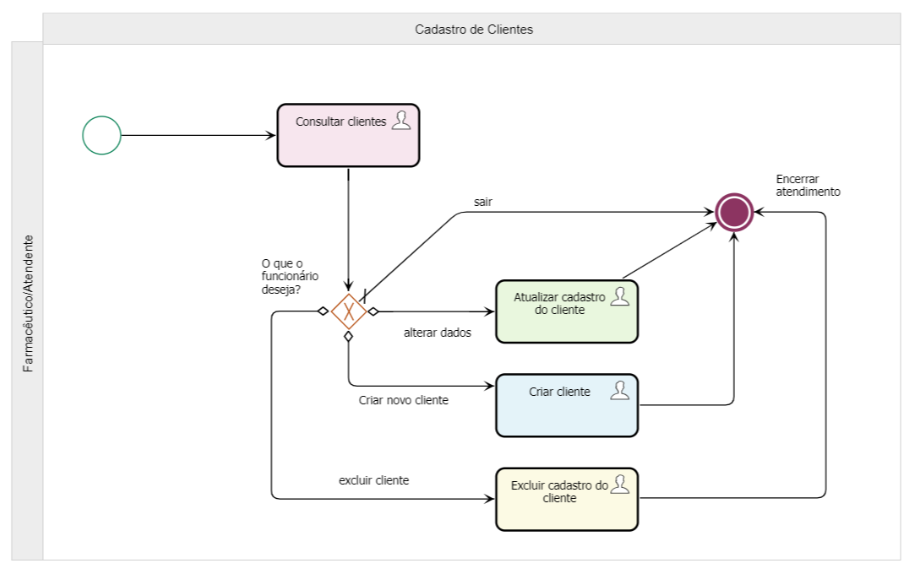 Cadastro de Clientes
Farmacêutico/Atendente
Consultar clientes
Encerrar
atendimento
sair
O que o
funcionário
deseja?
Atualizar cadastro
do cliente
alterar dados
Criar cliente
Criar novo cliente
excluir cliente
Excluir cadastro do
cliente